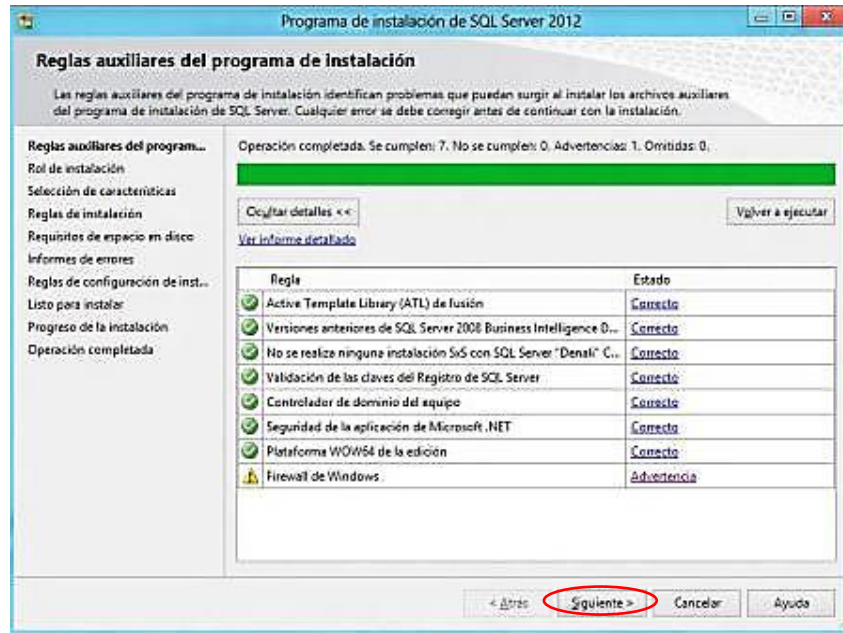 Programa de instalación de SQL Server 2012
Reglas auxiliares del programa de instalación
Las reglas auxiliares del programa de instalación identifican problemas que puedan surgir al instalar los archivos auxiliares
del programa de instalación de SQL Server. Cualquier error se debe corregir antes de continuar con la instalación.
Reglas auxiliares del program...
Rol de instalación
Selección de características
Reglas de instalación
Requisitos de espacio en disco
Informes de errores
Reglas de configuración de inst...
Listo para instalar
Progreso de la instalación
Operación completada
Operación completada. Se cumplen: 7. No se cumplen: 0. Advertencias: 1. Omitidas: 0.
Ocultar detalles <<
Volver a ejecutar
Ver informe detallado
Regla Estado
Active Template Library (ATL) de fusión Correcto
Versiones anteriores de SQL Server 2008 Business Intelligence D... Correcto
No se realiza ninguna instalación SxS con SQL Server "Denali" C... Correcto
Validación de las claves del Registro de SQL Server Correcto
Controlador de dominio del equipo Correcto
Seguridad de la aplicación de Microsoft .NET Correcto
Plataforma WOW64 de la edición Correcto
Firewall de Windows Advertencia
< Atrás Siguiente > Cancelar Ayuda